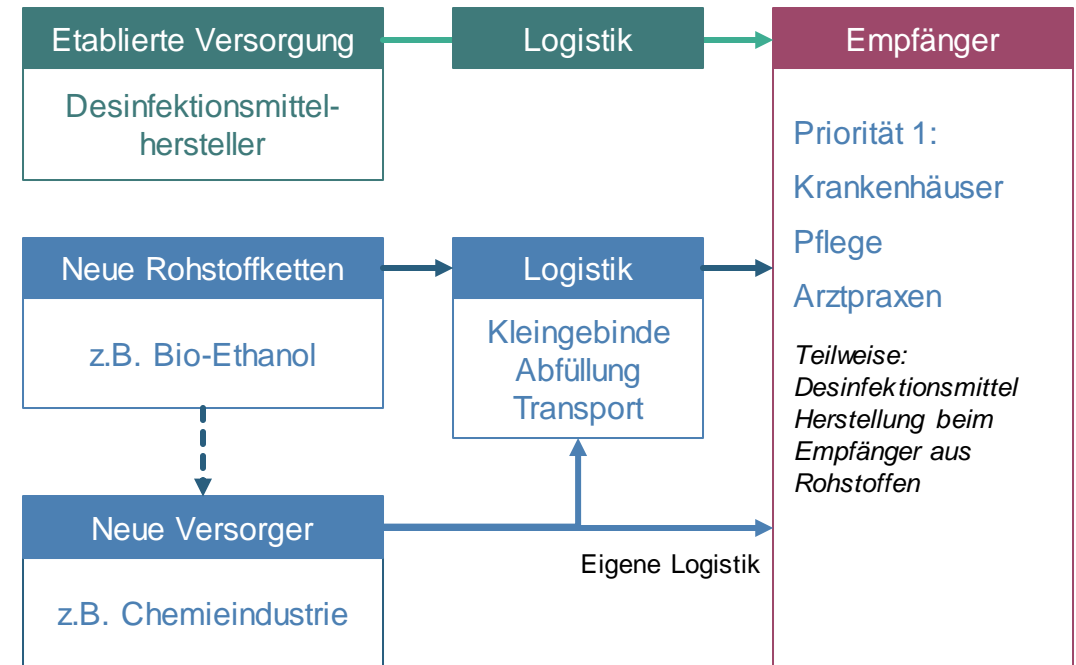 Etablierte Versorgung
Desinfektionsmittel-
hersteller
Logistik
Empfänger
Priorität 1:
Krankenhäuser
Pflege
Arztpraxen
Teilweise:
Desinfektionsmittel
Herstellung beim
Empfänger aus
Rohstoffen
Neue Rohstoffketten
z.B. Bio-Ethanol
Logistik
Kleingebinde
Abfüllung
Transport
Neue Versorger
z.B. Chemieindustrie
Eigene Logistik